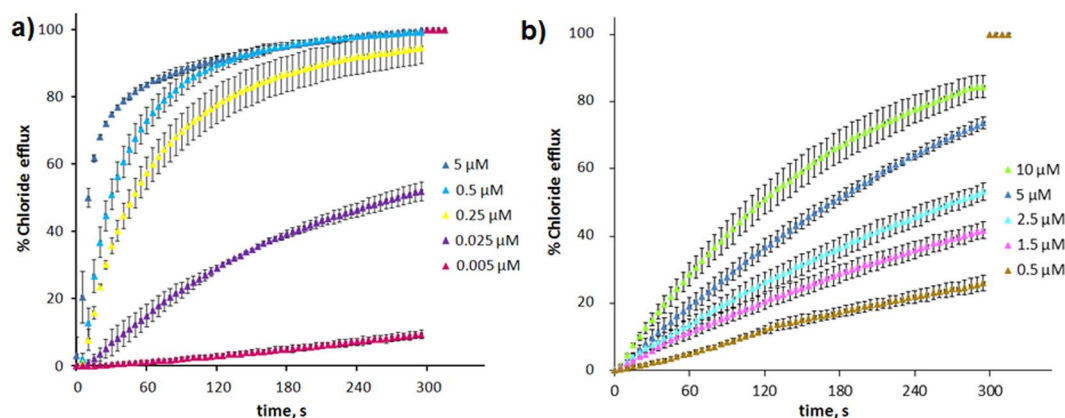 a)
% Chloride efflux
100
80
60
40
20
0
0 60 120 180 240 300
time, s
5 µM
0.5 µM
0.25 µM
0.025 µM
0.005 µM
b)
% Chloride efflux
100
80
60
40
20
0
0 60 120 180 240 300
time, s
10 µM
5 µM
2.5 µM
1.5 µM
0.5 µM